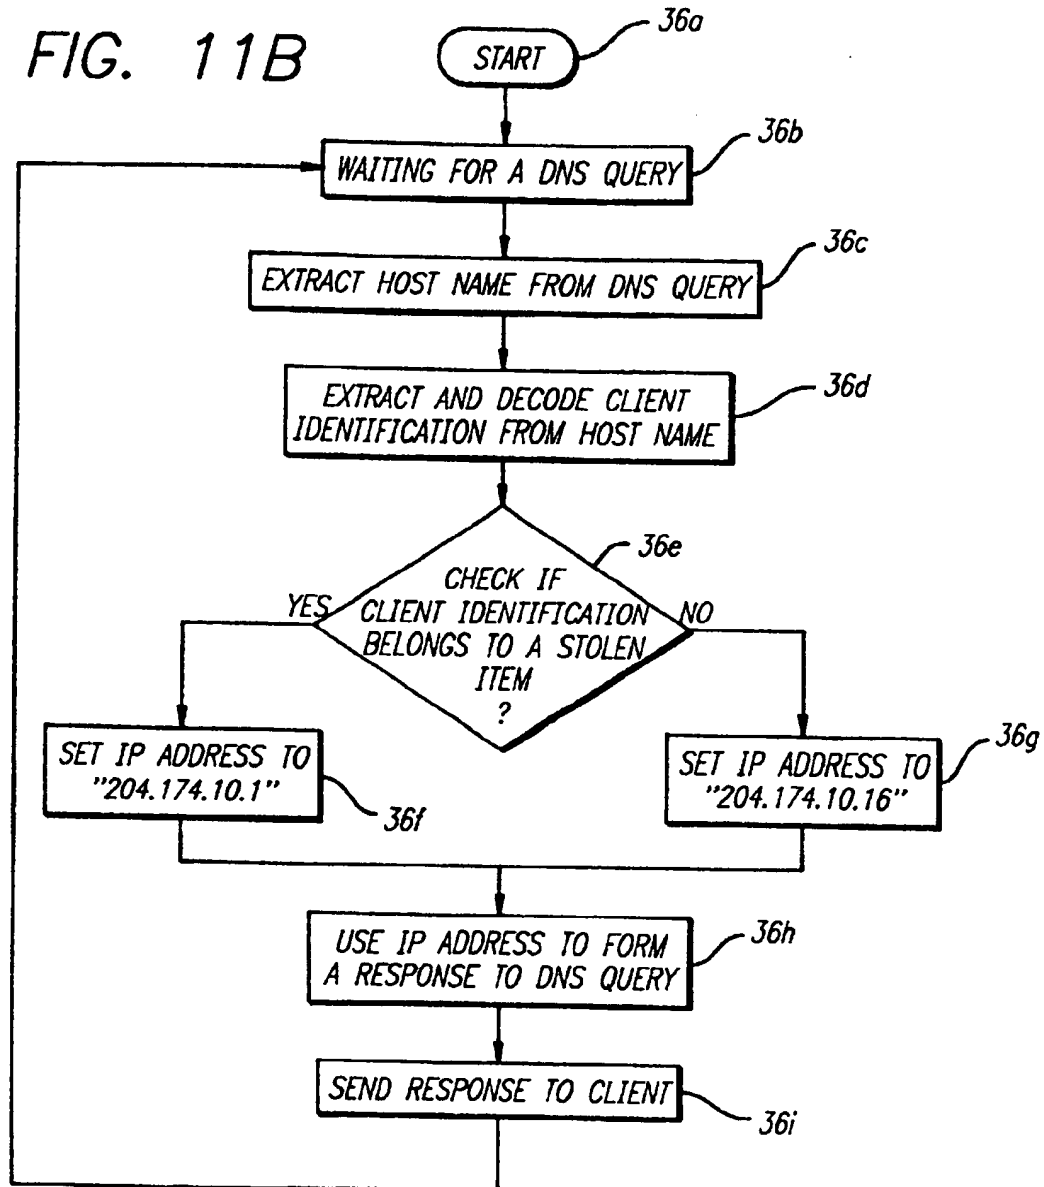 FIG. 11B
36a
START
36b
WAITING FOR A DNS QUERY
36c
EXTRACT HOST NAME FROM DNS QUERY
36d
EXTRACT AND DECODE CLIENT
IDENTIFICATION FROM HOST NAME
36e
CHECK IF
YES CLIENT IDENTIFICATION NO
BELONGS TO A STOLEN
ITEM
?
SET IP ADDRESS TO
"204.174.10.1"
36f
SET IP ADDRESS TO
"204.174.10.16"
36g
USE IP ADDRESS TO FORM
A RESPONSE TO DNS QUERY
36h
SEND RESPONSE TO CLIENT
36i